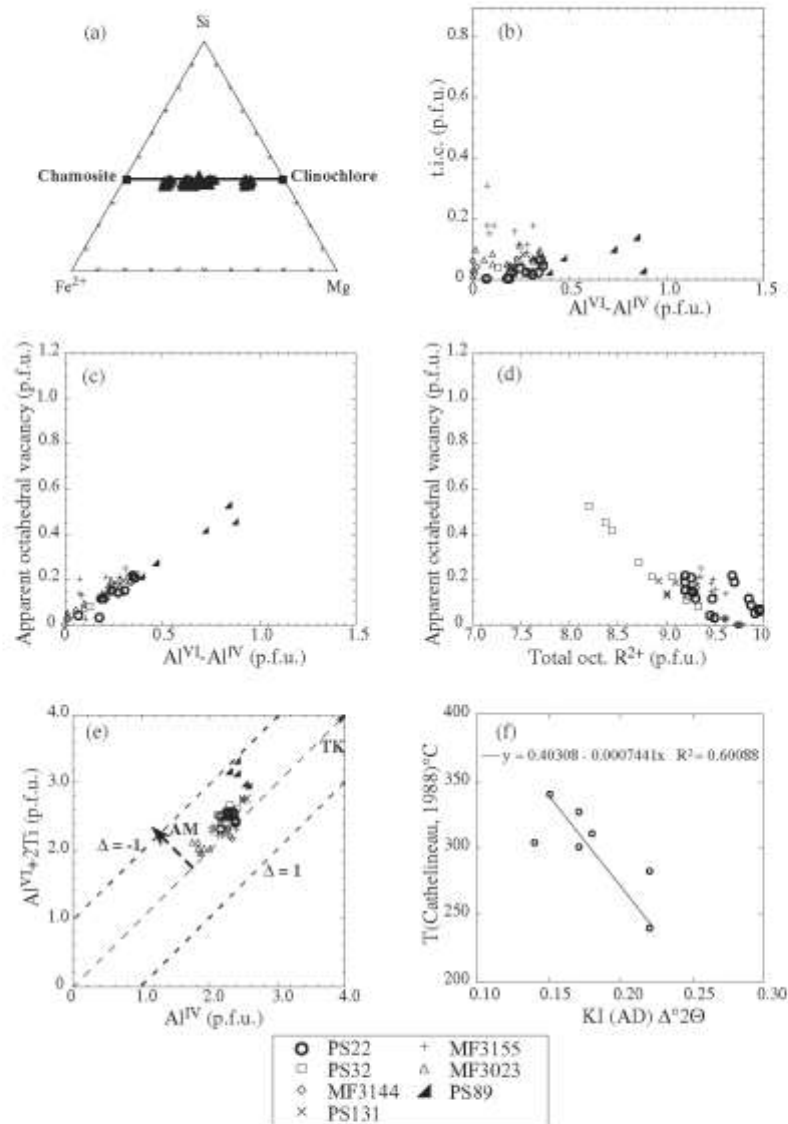 (a)
Si
Chamosite
Clinochlore
Fe2+
Mg
(b)
t.i.c. (p.f.u.)
0.8
0.6
0.4
0.2
0
0
0.5
1.0
1.5
AlVI-AlIV (p.f.u.)
(c)
Apparent octahedral vacancy (p.f.u.)
1.2
1.0
0.8
0.6
0.4
0.2
0
0
0.5
1.0
1.5
AlVI-AlIV (p.f.u.)
(d)
Apparent octahedral vacancy (p.f.u.)
1.2
1.0
0.8
0.6
0.4
0.2
0
7.0
7.5
8.0
8.5
9.0
9.5
10
Total oct. R2+ (p.f.u.)
(e)
AlVI+2Ti (p.f.u.)
4.0
3.0
2.0
1.0
0
TK
AM
Δ = -1
Δ = 1
0
1.0
2.0
3.0
4.0
AlIV (p.f.u.)
(f)
T(Cathelineau, 1988)°C
400
350
300
250
200
y = 0.40308 - 0.0007441x R2 = 0.60088
0.10
0.15
0.20
0.25
0.30
KI (AD) Δ°2Θ
PS22
MF3155
PS32
MF3023
MF3144
PS89
PS131